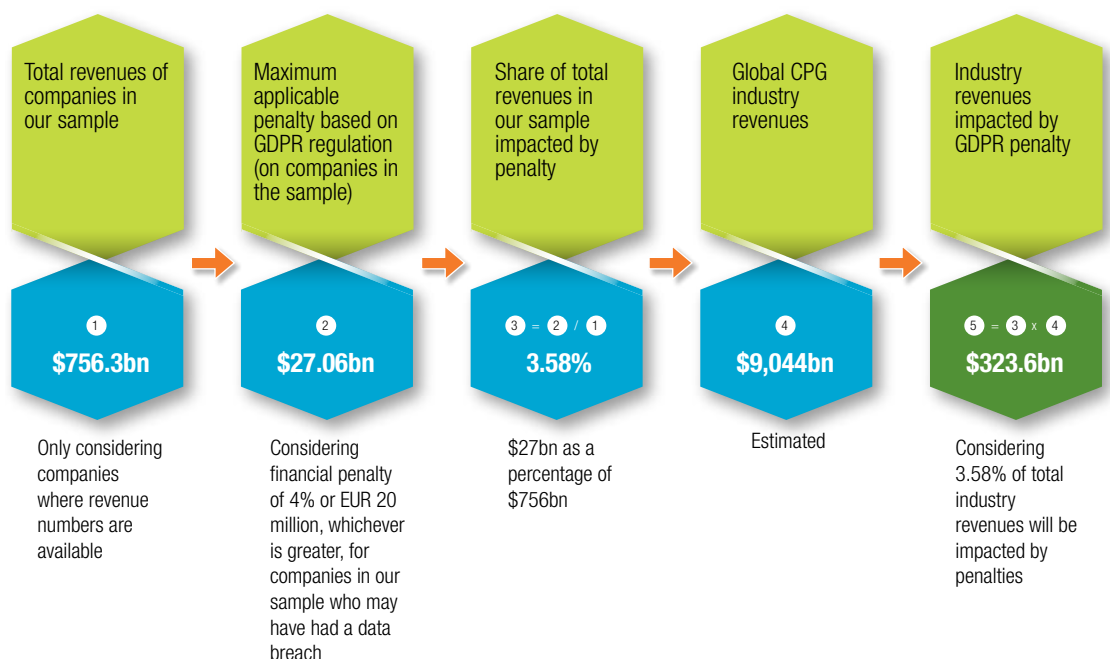 Total revenues of
companies in
our sample
1
$756.3bn
Only considering
companies
where revenue
numbers are
available
Maximum
applicable
penalty based on
GDPR regulation
(on companies in
the sample)
2
$27.06bn
Considering
financial penalty
of 4% or EUR 20
million, whichever
is greater, for
companies in our
sample who may
have had a data
breach
Share of total
revenues in
our sample
impacted by
penalty
3 = 2 / 1
3.58%
$27bn as a
percentage of
$756bn
Global CPG
industry
revenues
4
$9,044bn
Estimated
Industry
revenues
impacted by
GDPR penalty
5 = 3 x 4
$323.6bn
Considering
3.58% of total
industry
revenues will be
impacted by
penalties